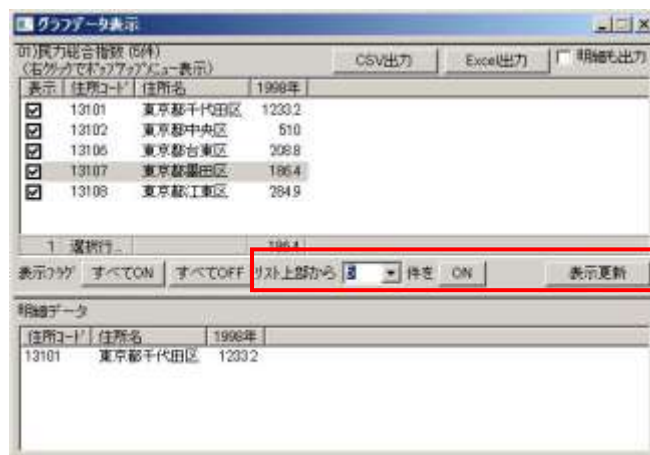 グラフデータ表示
01)民力総合指数 (5件)
(右クリックでポップアップメニュー表示)
CSV出力 Excel出力 明細も出力
表示 住所コード 住所名 1998年
13101 東京都千代田区 1233.2
13102 東京都中央区 510
13106 東京都台東区 208.8
13107 東京都墨田区 186.4
13108 東京都江東区 284.9
1 選択行... 186.4
表示フラグ すべてON すべてOFF リスト上部から 件を ON 表示更新
明細データ
住所コード 住所名 1998年
13101 東京都千代田区 1233.2